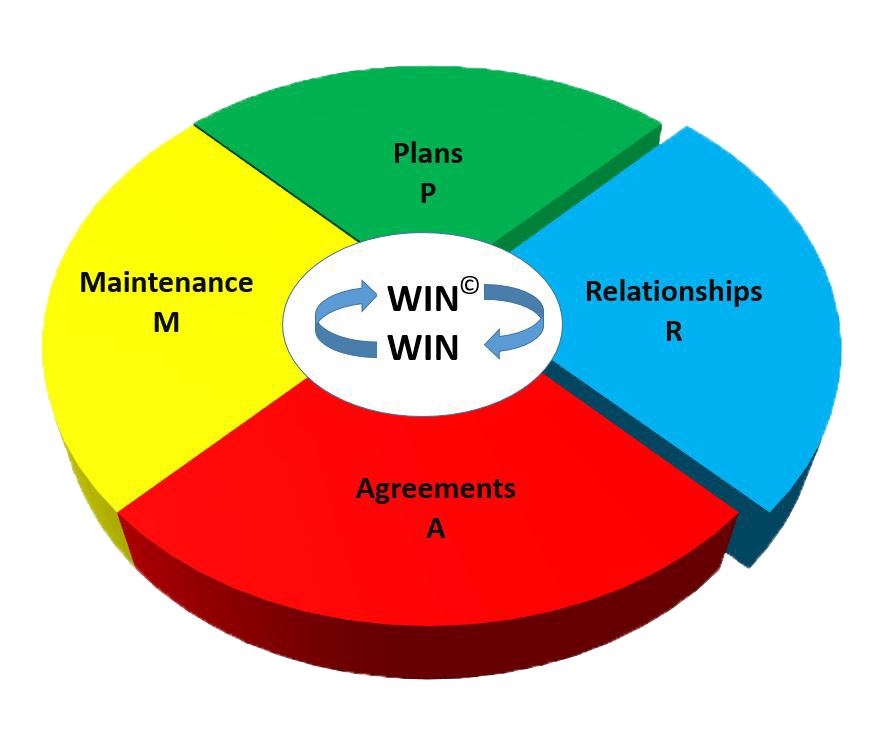 Plans
P
Relationships
R
Agreements
A
Maintenance
M
WIN©
WIN